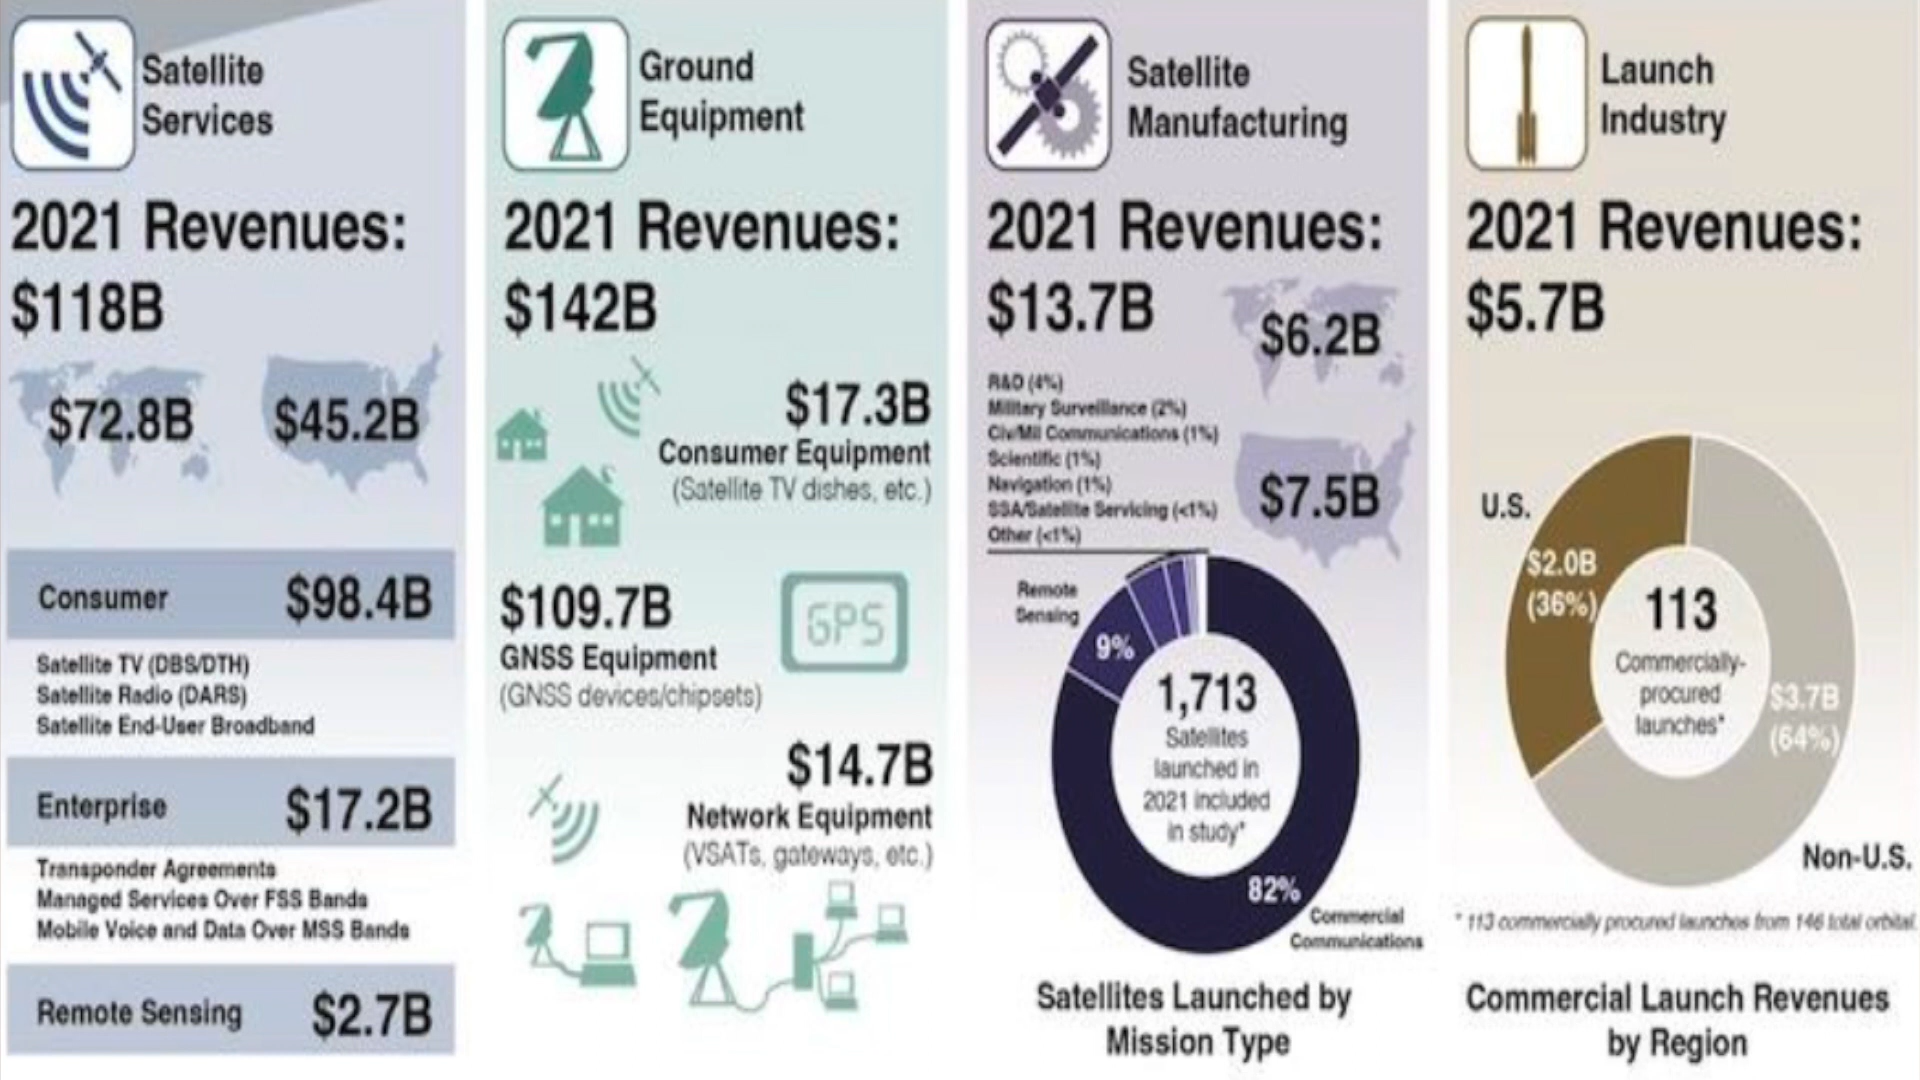 Satellite
Services
2021 Revenues:
$118B
$72.8B
$45.2B
Consumer
$98.4B
Satellite TV (DBS/DTH)
Satellite Radio (DARS)
Satellite End-User Broadband
Enterprise
$17.2B
Transponder Agreements
Managed Services Over FSS Bands
Mobile Voice and Data Over MSS Bands
Remote Sensing
$2.7B
Ground
Equipment
2021 Revenues:
$142B
$17.3B
Consumer Equipment
(Satellite TV dishes, etc.)
$109.7B
GNSS Equipment
(GNSS devices/chipsets)
GPS
$14.7B
Network Equipment
(VSATs, gateways, etc.)
Satellite
Manufacturing
2021 Revenues:
$13.7B
$6.2B
$7.5B
R&D (4%)
Military Surveillance (2%)
Civ/Mil Communications (1%)
Scientific (1%)
Navigation (1%)
SSA/Satellite Servicing (<1%)
Other (<1%)
Remote
Sensing
9%
1,713
Satellites
launched in
2021 included
in study*
82%
Commercial
Communications
Satellites Launched by
Mission Type
Launch
Industry
2021 Revenues:
$5.7B
U.S.
$2.0B
(36%)
113
Commercially-
procured
launches*
$3.7B
(64%)
Non-U.S.
* 113 commercially procured launches from 146 total orbital
Commercial Launch Revenues
by Region